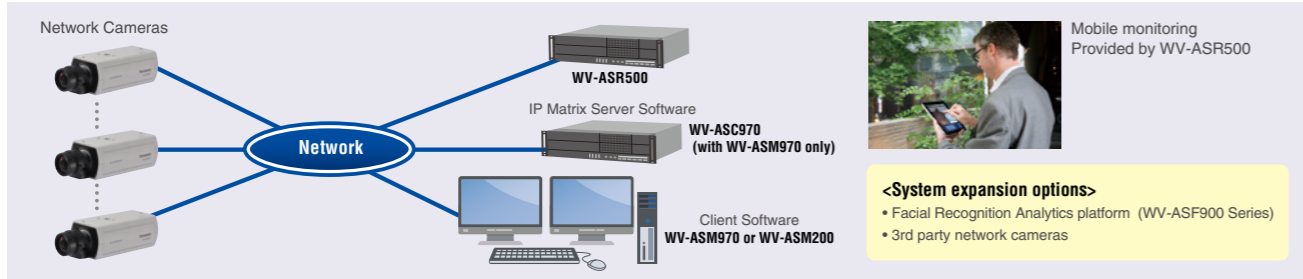 Network Cameras
Network
WV-ASR500
IP Matrix Server Software
WV-ASC970
(with WV-ASM970 only)
Client Software
WV-ASM970 or WV-ASM200
Mobile monitoring
Provided by WV-ASR500
<System expansion options>
• Facial Recognition Analytics platform (WV-ASF900 Series)
• 3rd party network cameras